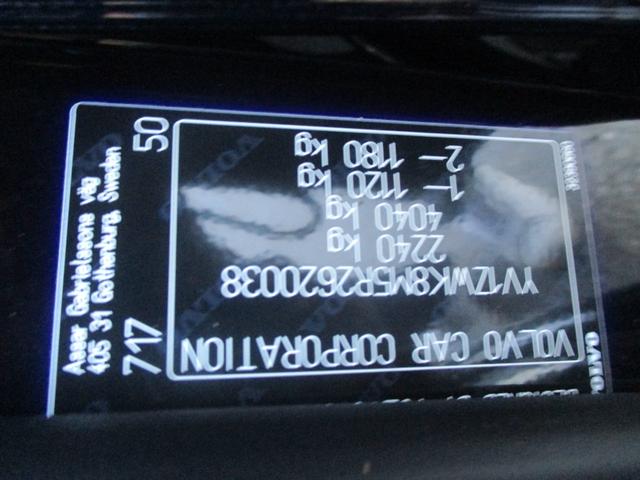 VOLVO CAR CORPORATION
YV1ZWK8M5R2620038
2240 kg
4040 kg
1– 1120 kg
2– 1180 kg
717
50
Assar Gabrielssons väg
405 31 Gothenburg, Sweden
VOLVO